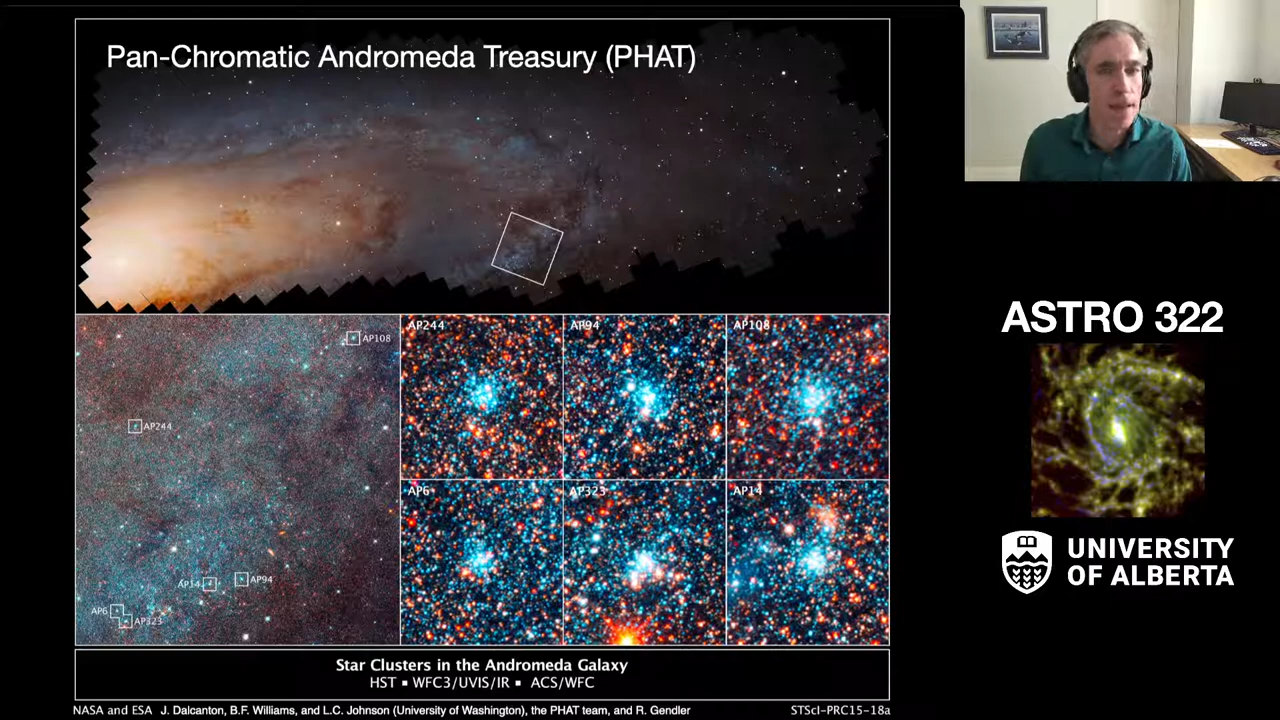 Pan-Chromatic Andromeda Treasury (PHAT)
AP108
AP244
AP14
AP94
AP6
AP323
AP244
AP94
AP108
AP6
AP323
AP14
Star Clusters in the Andromeda Galaxy
HST ▪ WFC3/UVIS/IR ▪ ACS/WFC
NASA and ESA J. Dalcanton, B.F. Williams, and L.C. Johnson (University of Washington), the PHAT team, and R. Gendler
STScI-PRC15-18a
ASTRO 322
UNIVERSITY
OF ALBERTA